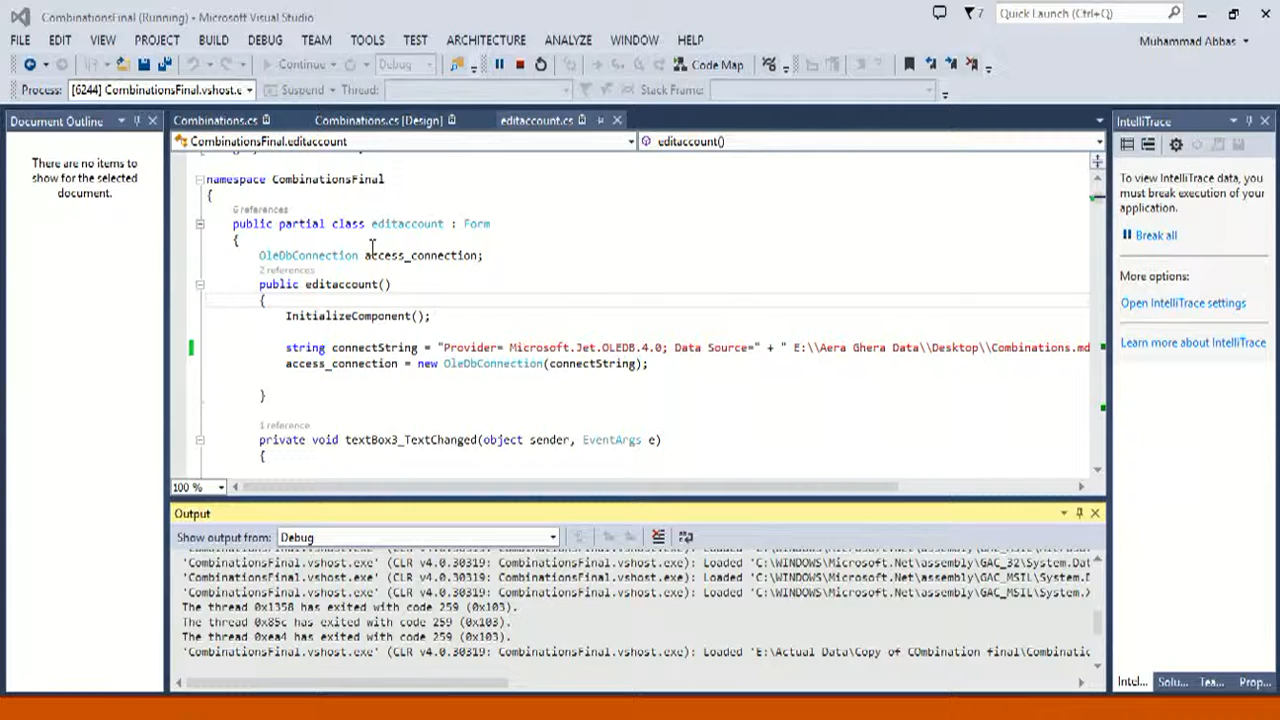 CombinationsFinal (Running) - Microsoft Visual Studio
7
Quick Launch (Ctrl+Q)
FILE EDIT VIEW PROJECT BUILD DEBUG TEAM TOOLS TEST ARCHITECTURE ANALYZE WINDOW HELP
Muhammad Abbas
Continue Debug Code Map
Process: [6244] CombinationsFinal.vshost.e Suspend Thread: Stack Frame:
Document Outline
There are no items to
show for the selected
document.
Combinations.cs Combinations.cs [Design] editaccount.cs
CombinationsFinal.editaccount editaccount()
namespace CombinationsFinal
{
6 references
public partial class editaccount : Form
{
OleDbConnection access_connection;
2 references
public editaccount()
{
InitializeComponent();
string connectString = "Provider= Microsoft.Jet.OLEDB.4.0; Data Source=" + " E:\\Aera Ghera Data\\Desktop\\Combinations.md
access_connection = new OleDbConnection(connectString);
}
1 reference
private void textBox3_TextChanged(object sender, EventArgs e)
{
100 %
Output
Show output from: Debug
'CombinationsFinal.vshost.exe' (CLR v4.0.30319: CombinationsFinal.vshost.exe): Loaded 'C:\WINDOWS\Microsoft.Net\assembly\GAC_32\System.Dat
'CombinationsFinal.vshost.exe' (CLR v4.0.30319: CombinationsFinal.vshost.exe): Loaded 'C:\WINDOWS\Microsoft.Net\assembly\GAC_MSIL\System.D
'CombinationsFinal.vshost.exe' (CLR v4.0.30319: CombinationsFinal.vshost.exe): Loaded 'C:\WINDOWS\Microsoft.Net\assembly\GAC_MSIL\System.X
The thread 0x1358 has exited with code 259 (0x103).
The thread 0x85c has exited with code 259 (0x103).
The thread 0xea4 has exited with code 259 (0x103).
'CombinationsFinal.vshost.exe' (CLR v4.0.30319: CombinationsFinal.vshost.exe): Loaded 'E:\Actual Data\Copy of COmbination final\Combinatic
IntelliTrace
To view IntelliTrace data, you
must break execution of your
application.
Break all
More options:
Open IntelliTrace settings
Learn more about IntelliTrace
Intel... Solu... Tea... Prop...